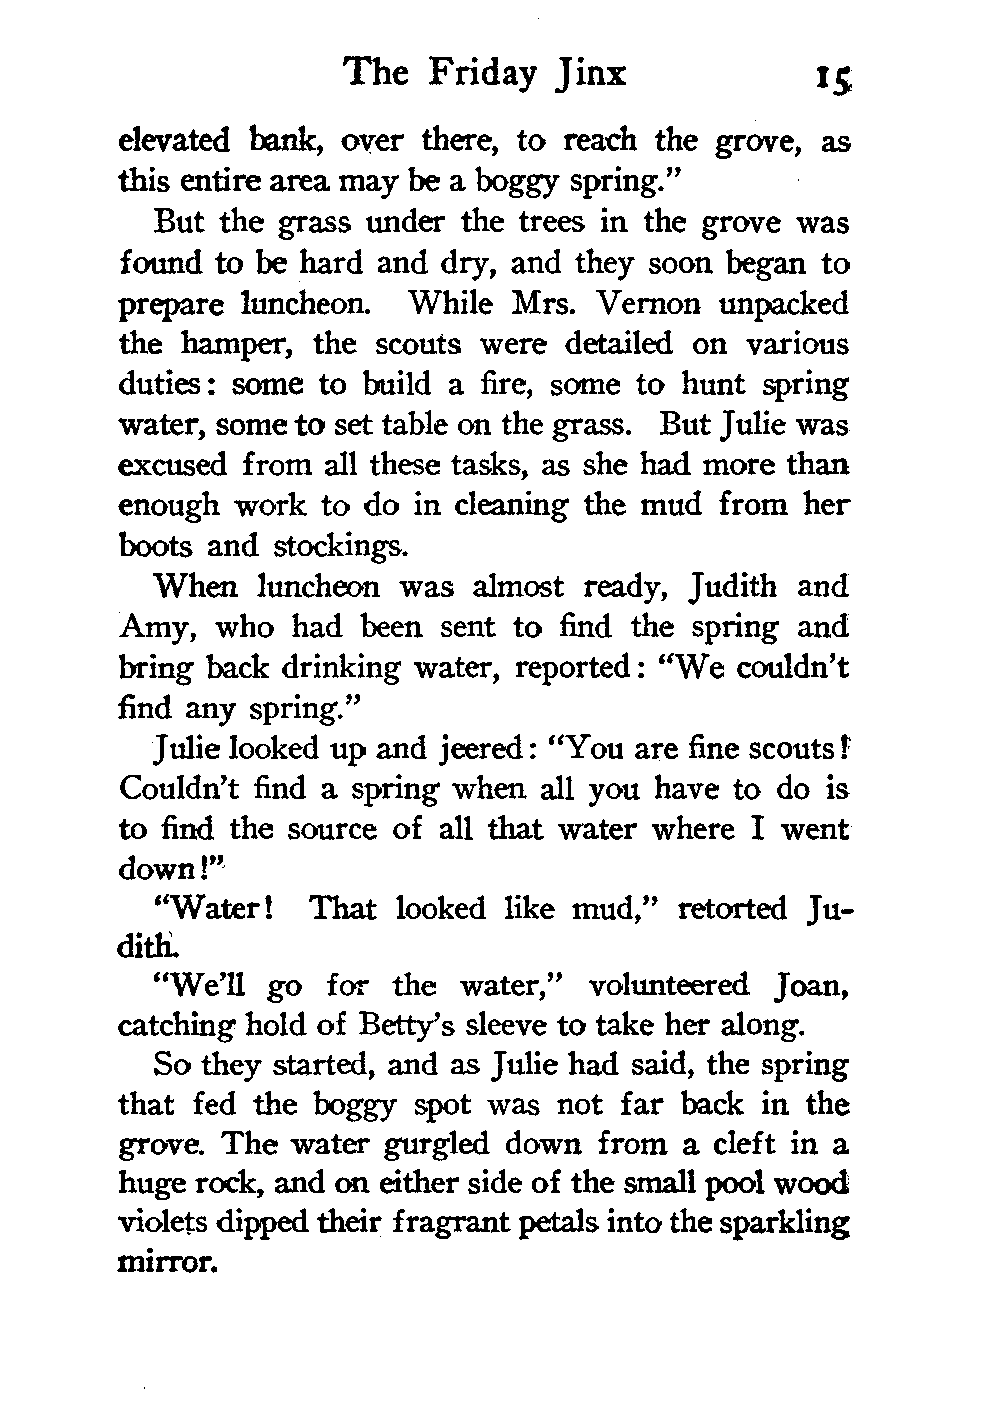 The Friday Jinx 15
elevated bank, over there, to reach the grove, as
this entire area may be a boggy spring."
But the grass under the trees in the grove was
found to be hard and dry, and they soon began to
prepare luncheon. While Mrs. Vernon unpacked
the hamper, the scouts were detailed on various
duties: some to build a fire, some to hunt spring
water, some to set table on the grass. But Julie was
excused from all these tasks, as she had more than
enough work to do in cleaning the mud from her
boots and stockings.
When luncheon was almost ready, Judith and
Amy, who had been sent to find the spring and
bring back drinking water, reported: "We couldn't
find any spring."
Julie looked up and jeered: "You are fine scouts!
Couldn't find a spring when all you have to do is
to find the source of all that water where I went
down!"
"Water! That looked like mud," retorted Ju-
dith.
"We'll go for the water," volunteered Joan,
catching hold of Betty's sleeve to take her along.
So they started, and as Julie had said, the spring
that fed the boggy spot was not far back in the
grove. The water gurgled down from a cleft in a
huge rock, and on either side of the small pool wood
violets dipped their fragrant petals into the sparkling
mirror.